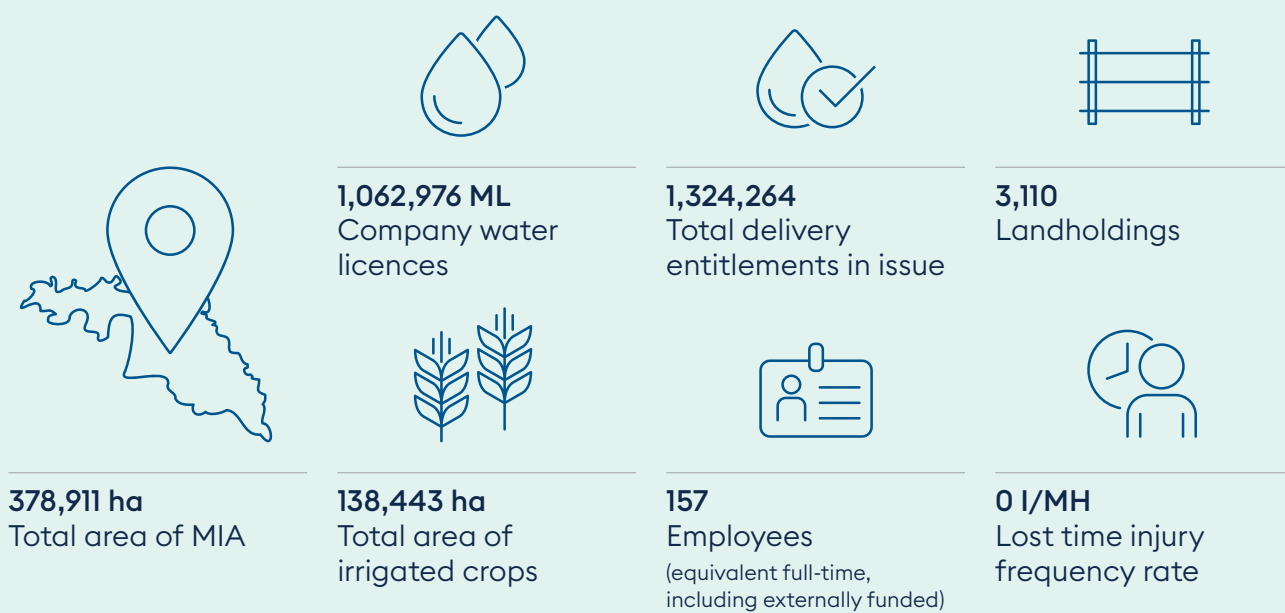 1,062,976 ML
Company water
licences
1,324,264
Total delivery
entitlements in issue
3,110
Landholdings
378,911 ha
Total area of MIA
138,443 ha
Total area of
irrigated crops
157
Employees
(equivalent full-time,
including externally funded)
0 I/MH
Lost time injury
frequency rate